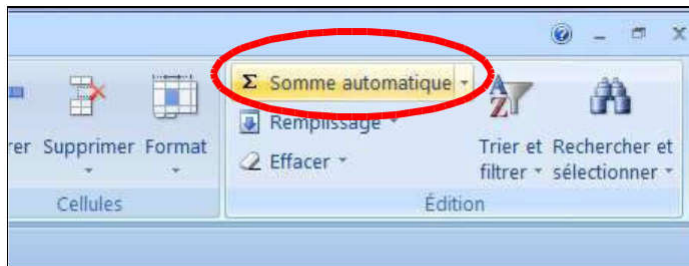 Σ Somme automatique
Remplissage
Effacer
rer Supprimer Format
Trier et
filtrer
Rechercher et
sélectionner
Cellules
Édition